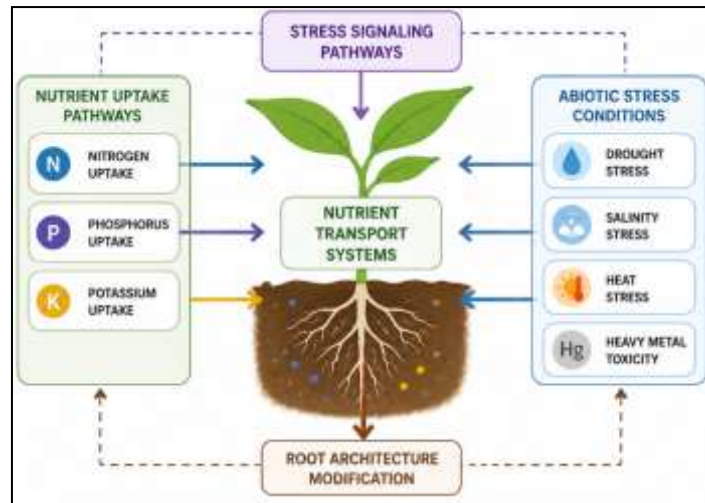 STRESS SIGNALING
PATHWAYS
NUTRIENT UPTAKE
PATHWAYS
N
NITROGEN
UPTAKE
P
PHOSPHORUS
UPTAKE
K
POTASSIUM
UPTAKE
NUTRIENT
TRANSPORT
SYSTEMS
ABIOTIC STRESS
CONDITIONS
DROUGHT
STRESS
SALINITY
STRESS
HEAT
STRESS
Hg
HEAVY METAL
TOXICITY
ROOT ARCHITECTURE
MODIFICATION